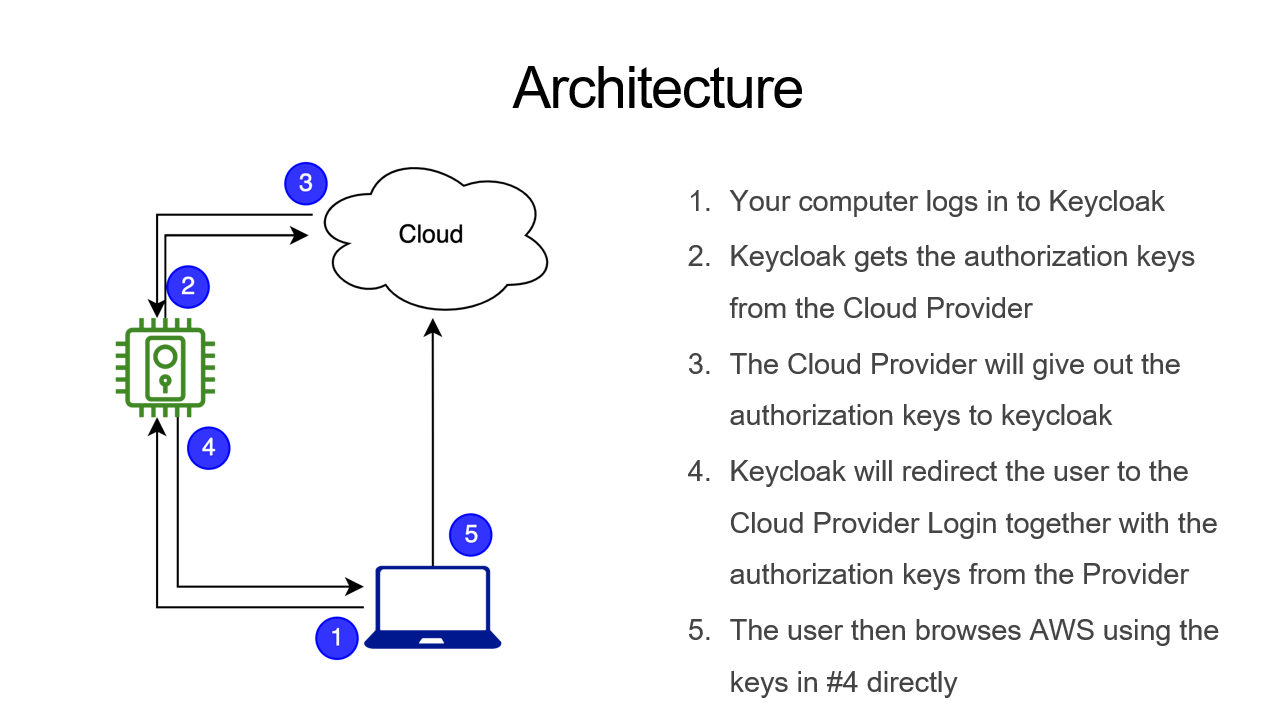 Architecture
3
Cloud
2
4
5
1
1. Your computer logs in to Keycloak
2. Keycloak gets the authorization keys
from the Cloud Provider
3. The Cloud Provider will give out the
authorization keys to keycloak
4. Keycloak will redirect the user to the
Cloud Provider Login together with the
authorization keys from the Provider
5. The user then browses AWS using the
keys in #4 directly